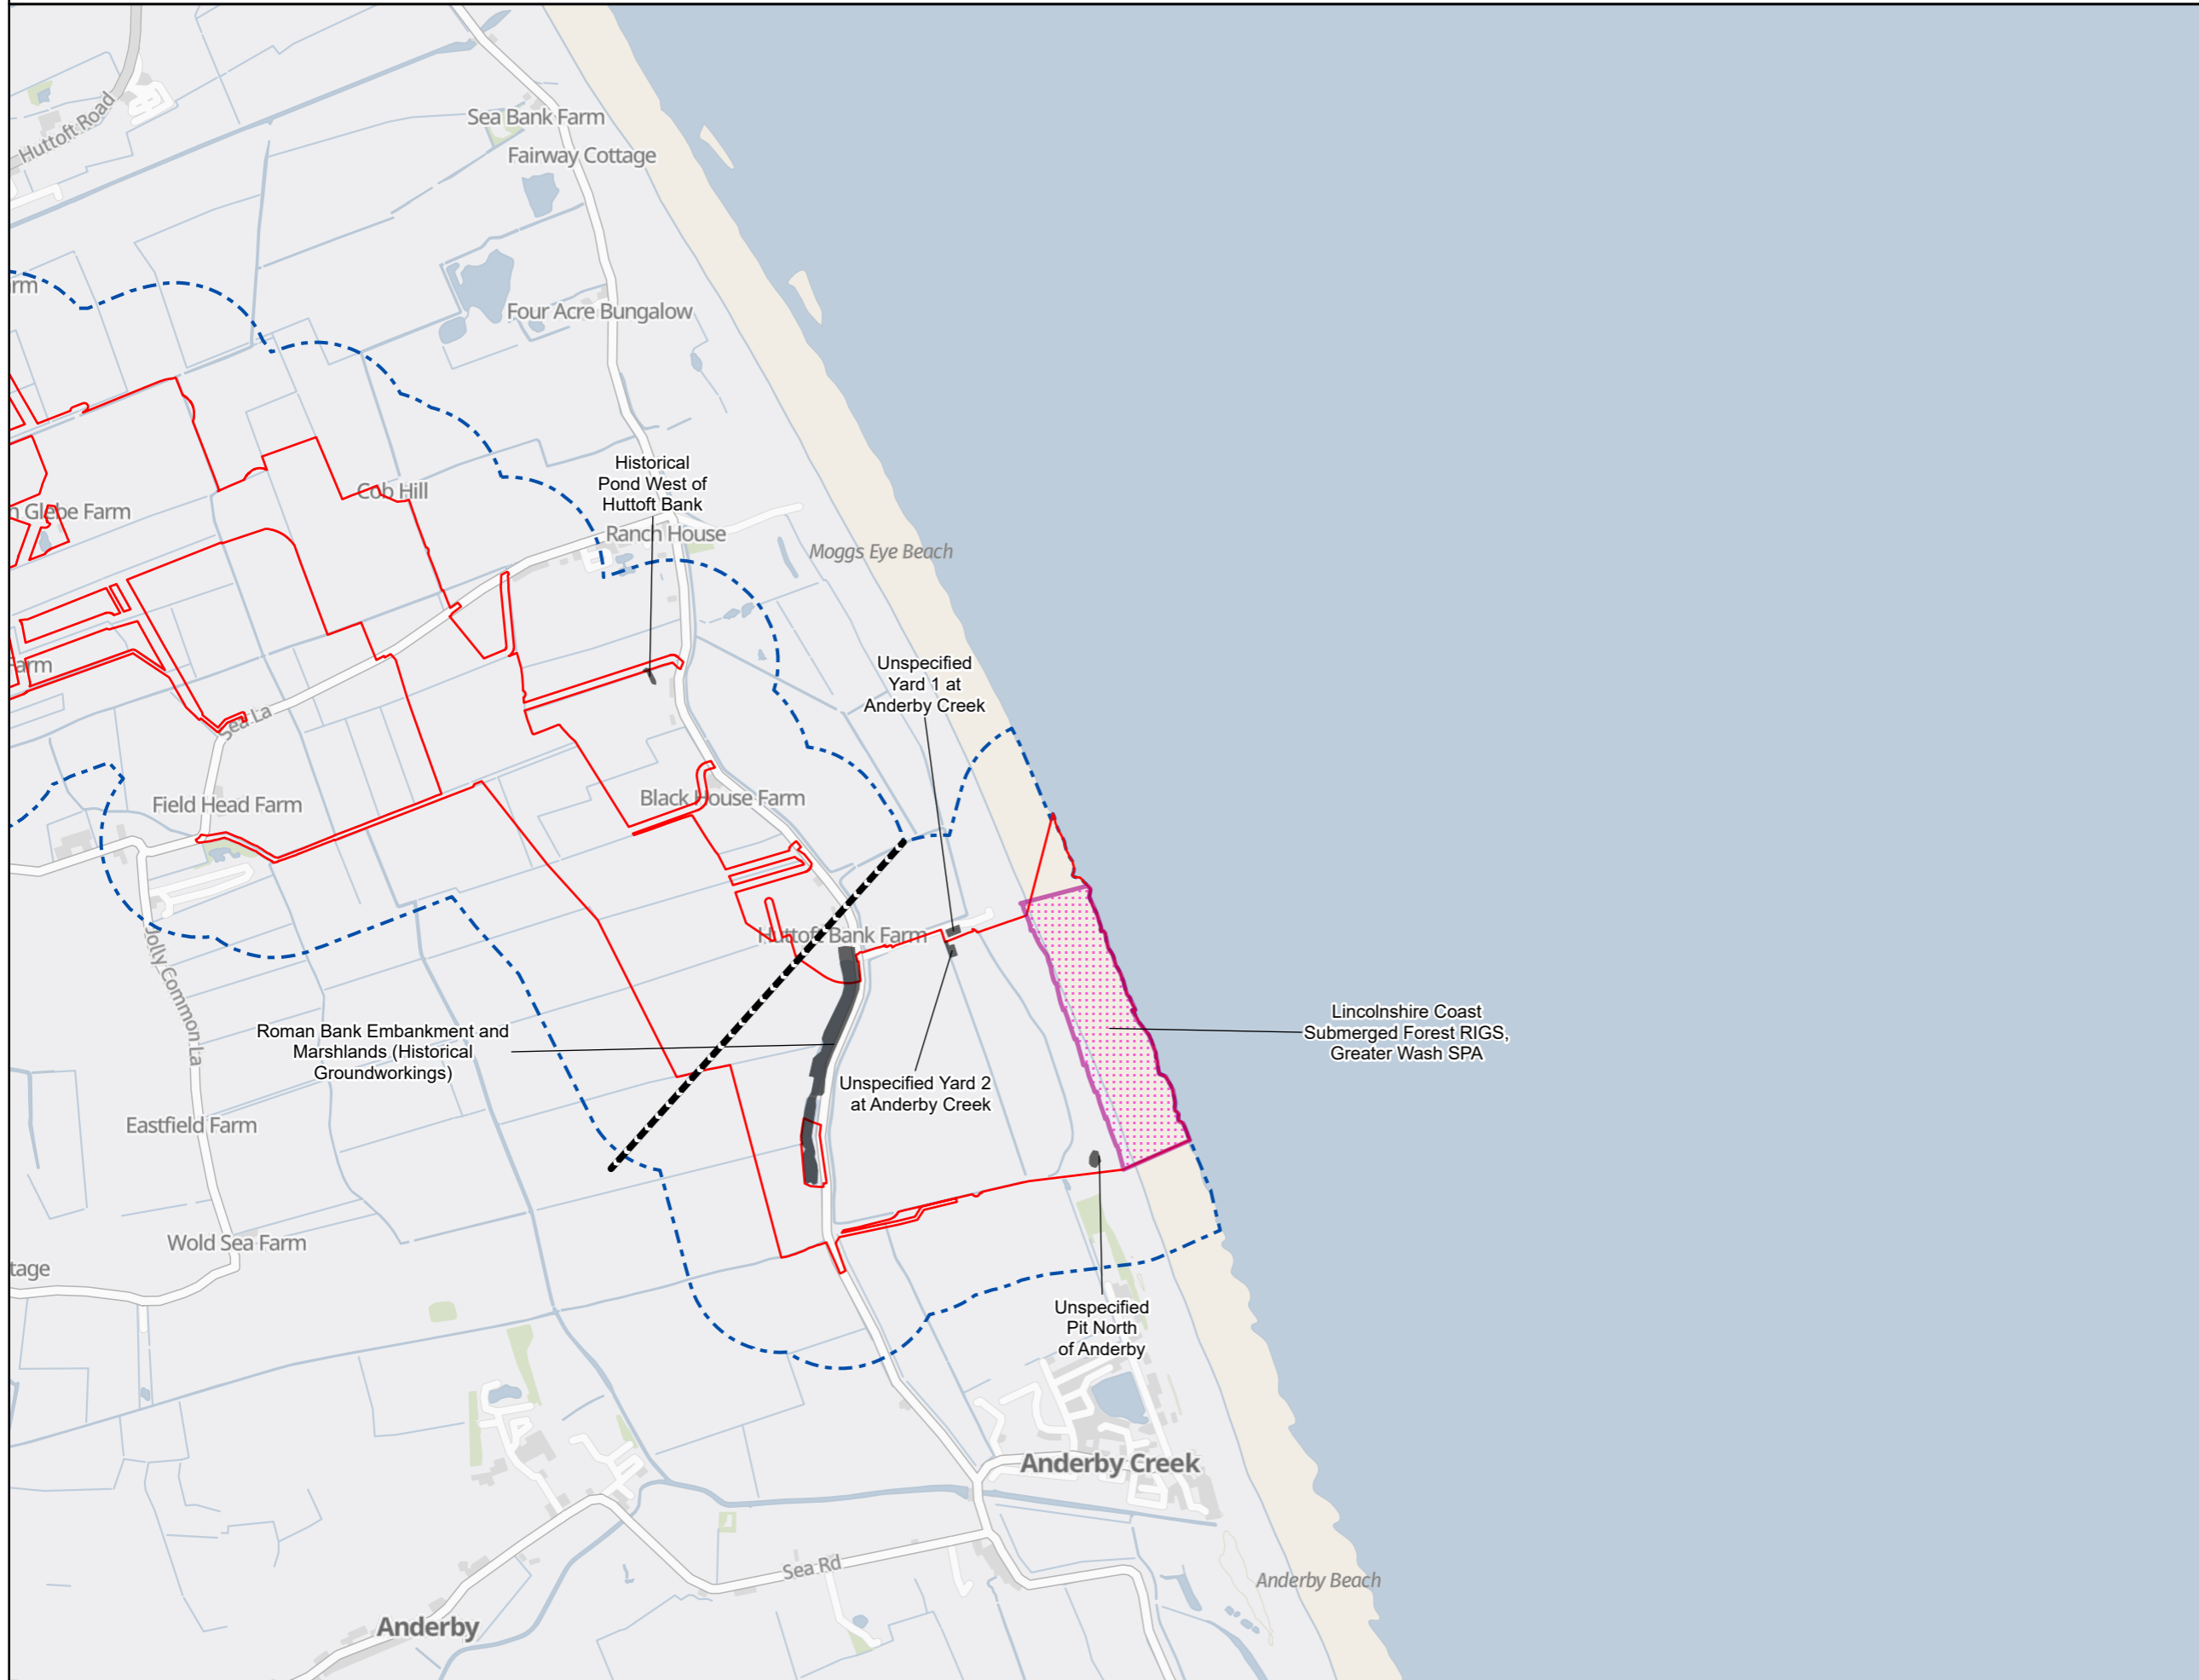 Huttoft Road
Sea Bank Farm
Fairway Cottage
rm
Four Acre Bungalow
Historical
Pond West of
Huttoft Bank
Cob Hill
n Glebe Farm
Ranch House
Moggs Eye Beach
Farm
Unspecified
Yard 1 at
Anderby Creek
Sea La
Field Head Farm
Black House Farm
Huttoft Bank Farm
Jolly Common La
Lincolnshire Coast
Submerged Forest RIGS,
Greater Wash SPA
Roman Bank Embankment and
Marshlands (Historical
Groundworkings)
Unspecified Yard 2
at Anderby Creek
Eastfield Farm
Wold Sea Farm
tage
Unspecified
Pit North
of Anderby
Anderby Creek
Sea Rd
Anderby Beach
Anderby